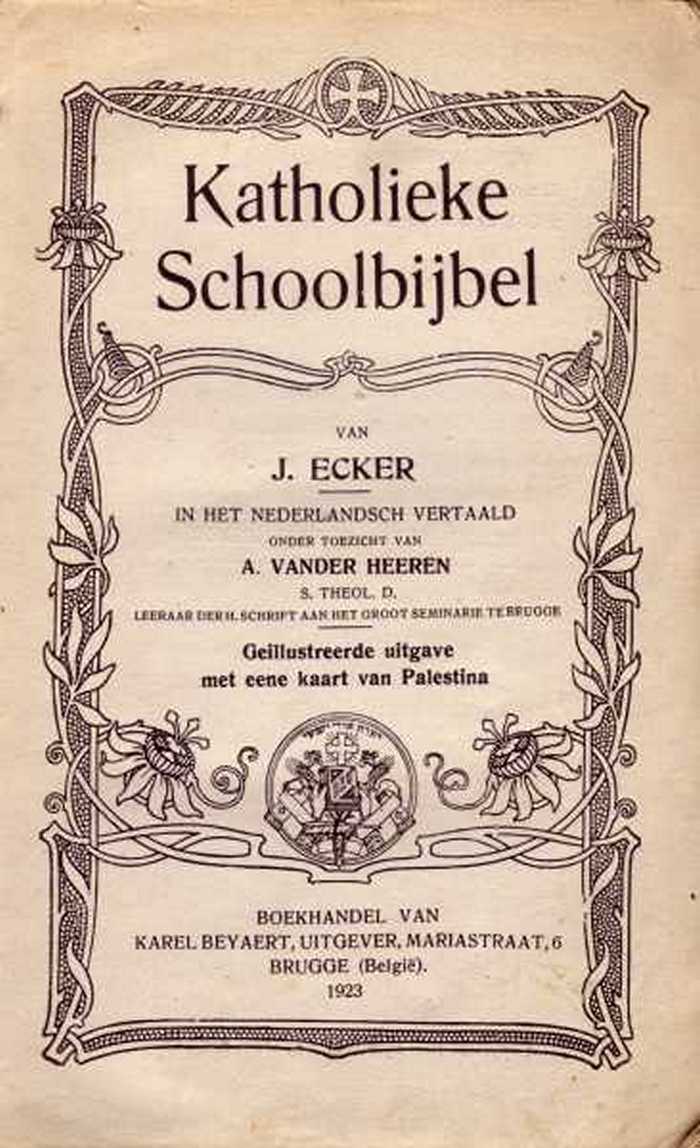 Katholieke
Schoolbijbel
VAN
J. ECKER
IN HET NEDERLANDSCH VERTAALD
ONDER TOEZICHT VAN
A. VANDER HEEREN
S. THEOL. D.
LEERAAR DER H. SCHRIFT AAN HET GROOT SEMINARIE TE BRUGGE
Geïllustreerde uitgave
met eene kaart van Palestina
BOEKHANDEL VAN
KAREL BEYAERT, UITGEVER, MARIASTRAAT, 6
BRUGGE (België).
1923